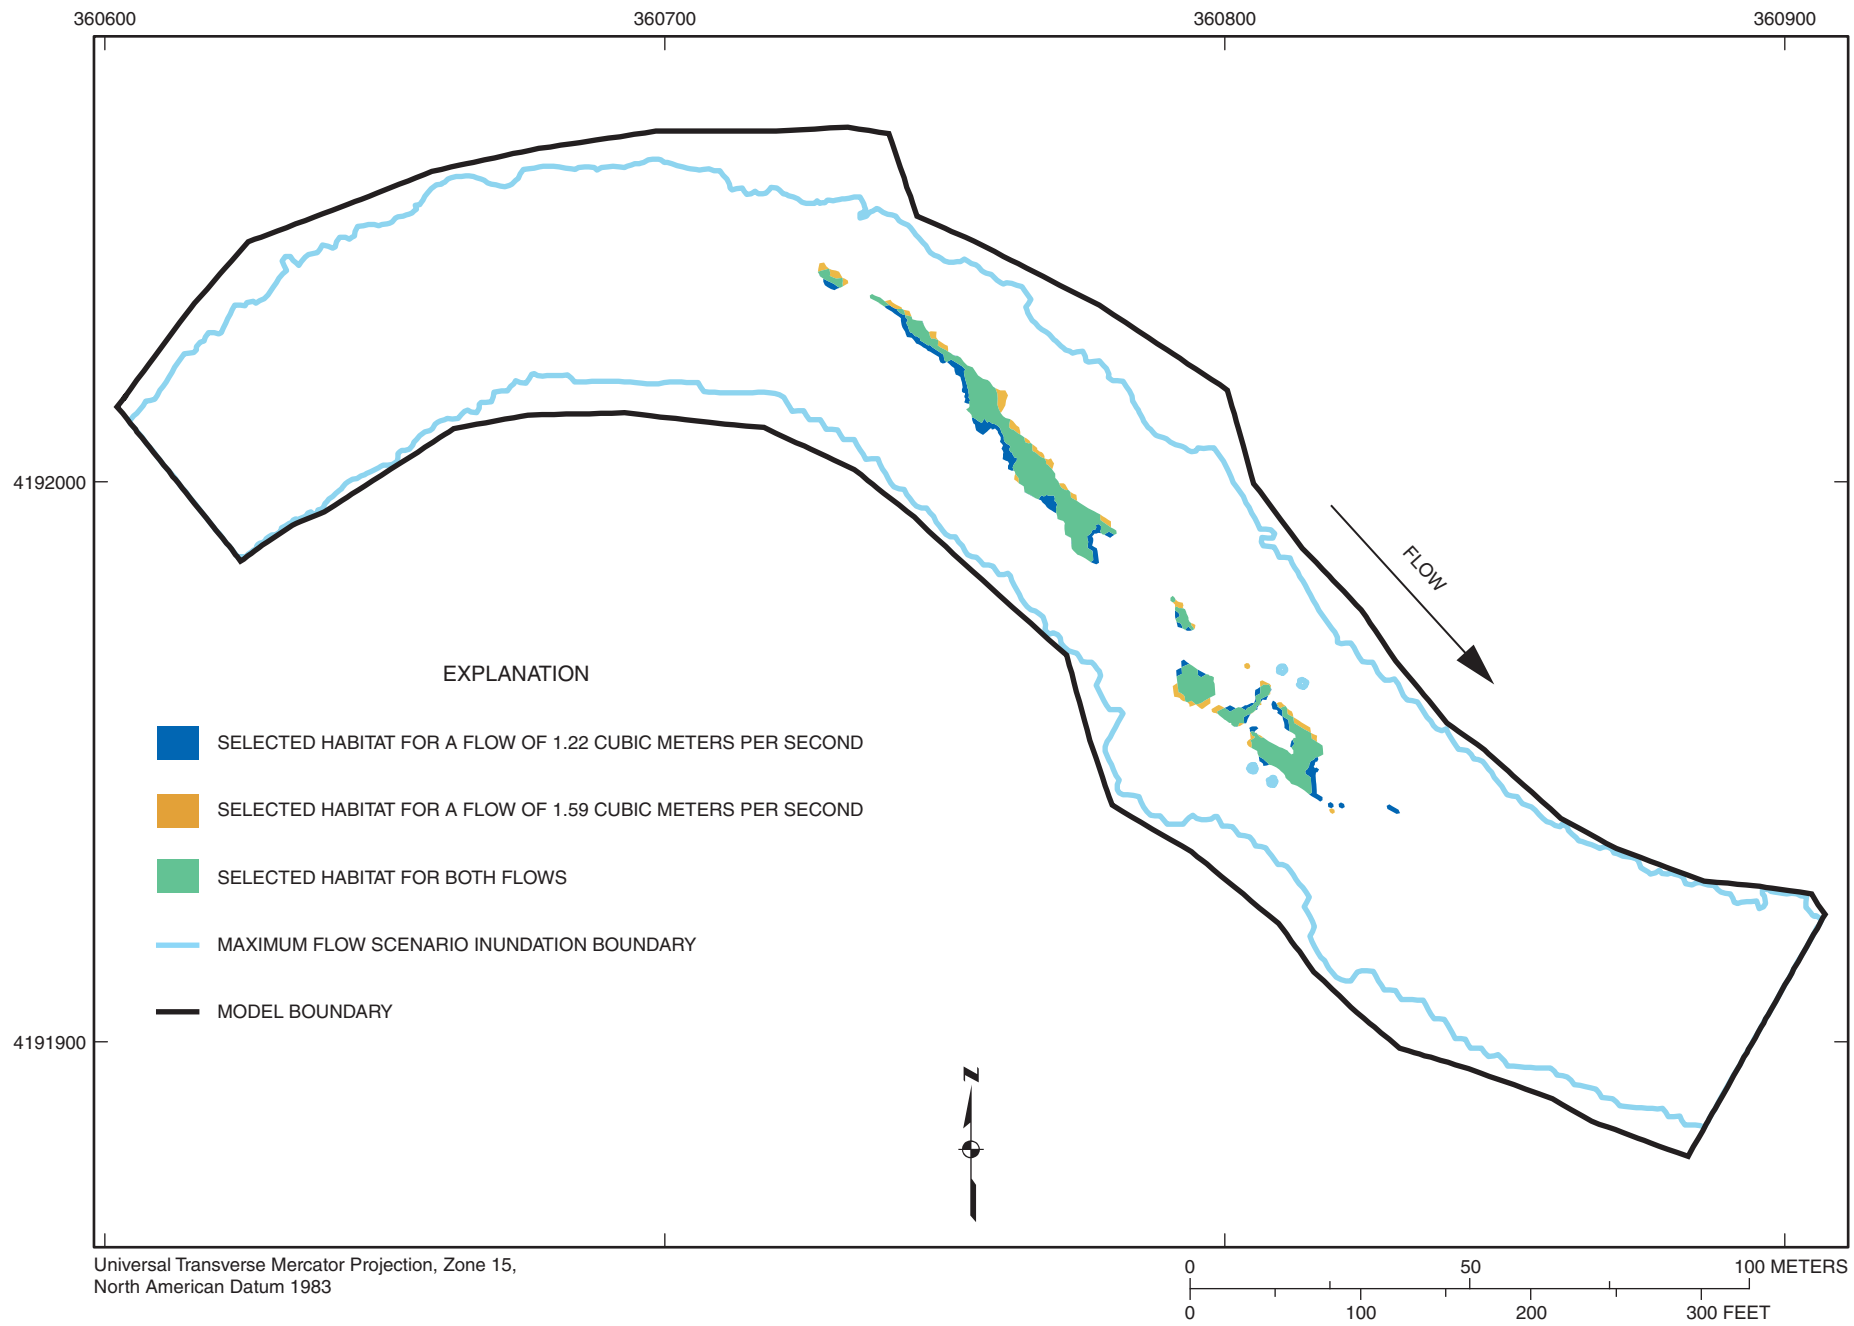 360600 360700 360800 360900
4192000
FLOW
EXPLANATION
SELECTED HABITAT FOR A FLOW OF 1.22 CUBIC METERS PER SECOND
SELECTED HABITAT FOR A FLOW OF 1.59 CUBIC METERS PER SECOND
SELECTED HABITAT FOR BOTH FLOWS
MAXIMUM FLOW SCENARIO INUNDATION BOUNDARY
MODEL BOUNDARY
4191900
N
Universal Transverse Mercator Projection, Zone 15,
North American Datum 1983
0 50 100 METERS
0 100 200 300 FEET